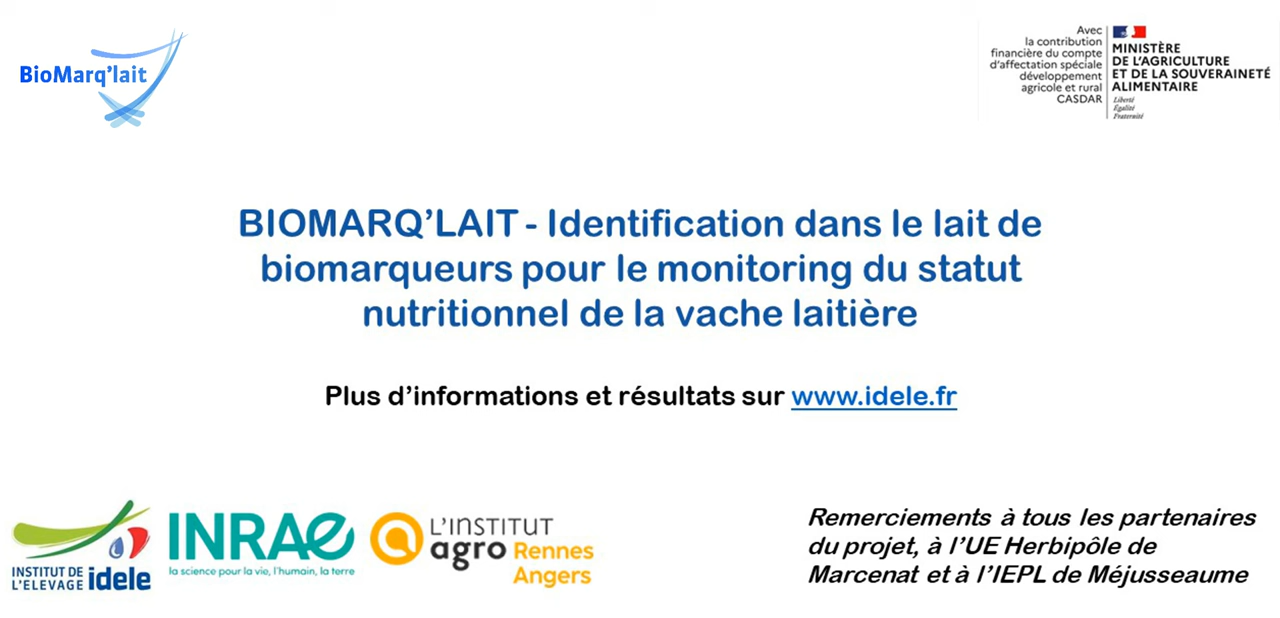 BioMarq'lait
Avec
la contribution
financière du compte
d'affectation spéciale
développement
agricole et rural
CASDAR
MINISTÈRE
DE L'AGRICULTURE
ET DE LA SOUVERAINETÉ
ALIMENTAIRE
Liberté
Égalité
Fraternité
BIOMARQ'LAIT - Identification dans le lait de
biomarqueurs pour le monitoring du statut
nutritionnel de la vache laitière
Plus d'informations et résultats sur www.idele.fr
INSTITUT DE
L'ELEVAGE idele
INRAE
la science pour la vie, l'humain, la terre
L'INSTITUT
agro Rennes
Angers
Remerciements à tous les partenaires
du projet, à l'UE Herbipôle de
Marcenat et à l'IEPL de Méjusseaume